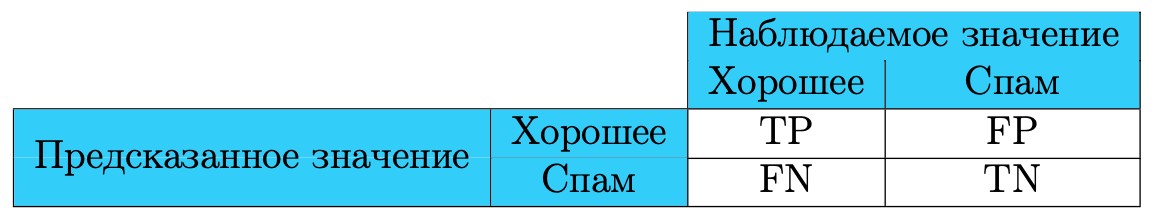 Наблюдаемое значение
Хорошее Спам
Предсказанное значение
Хорошее TP FP
Спам FN TN